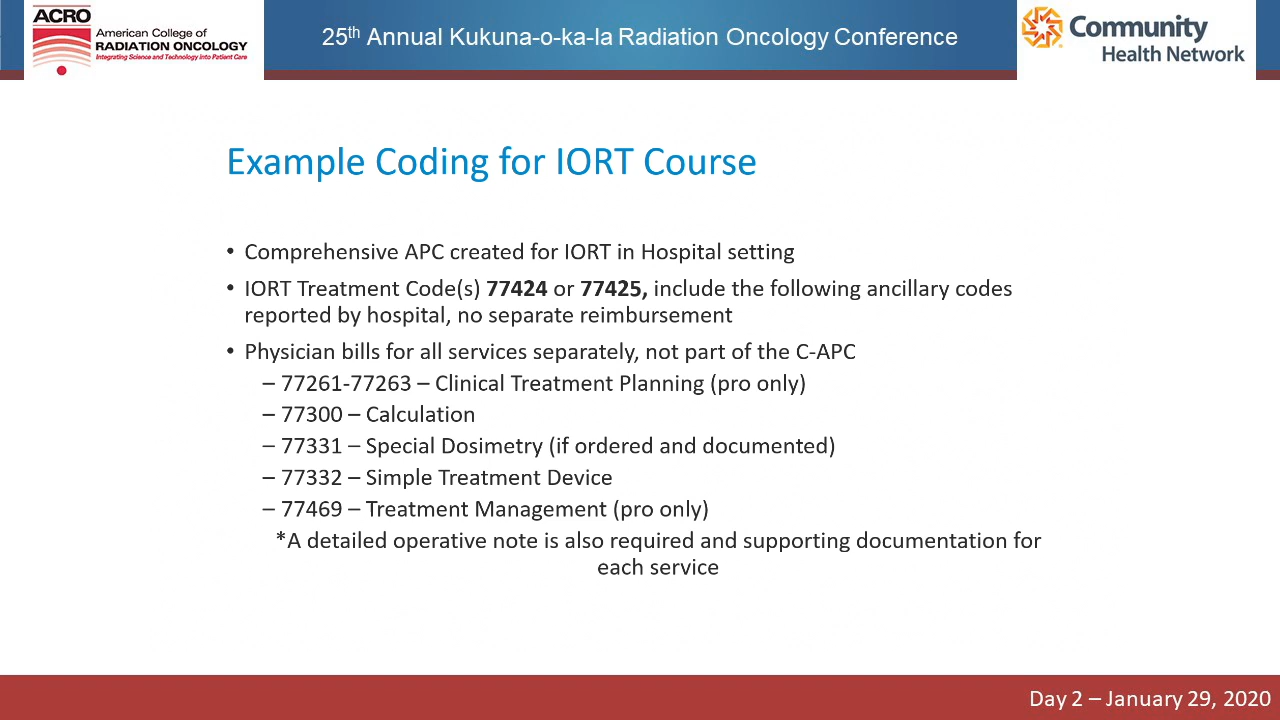 ACRO
American College of
RADIATION ONCOLOGY
Integrating Science and Technology Into Patient Care
25th Annual Kukuna-o-ka-la Radiation Oncology Conference
Community
Health Network
Example Coding for IORT Course
• Comprehensive APC created for IORT in Hospital setting
• IORT Treatment Code(s) 77424 or 77425, include the following ancillary codes
reported by hospital, no separate reimbursement
• Physician bills for all services separately, not part of the C-APC
– 77261-77263 – Clinical Treatment Planning (pro only)
– 77300 – Calculation
– 77331 – Special Dosimetry (if ordered and documented)
– 77332 – Simple Treatment Device
– 77469 – Treatment Management (pro only)
*A detailed operative note is also required and supporting documentation for
each service
Day 2 – January 29, 2020